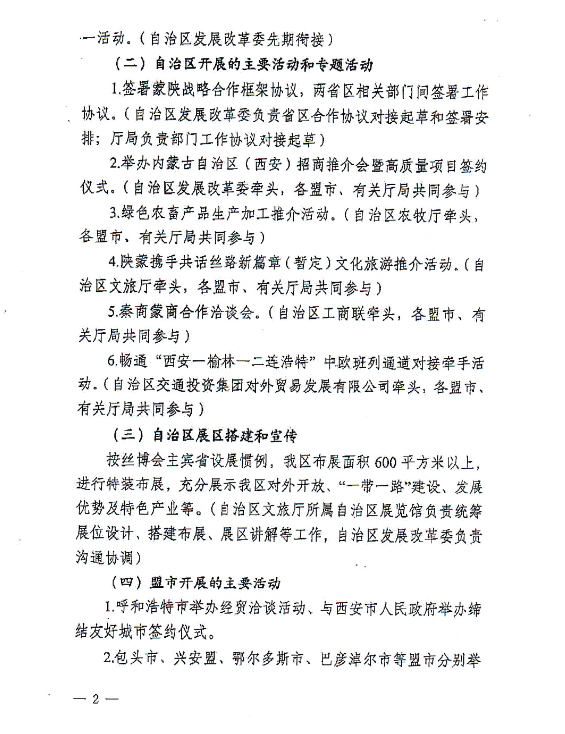 一活动。（自治区发展改革委先期衔接）
（二）自治区开展的主要活动和专题活动
1.签署蒙陕战略合作框架协议，两省区相关部门间签署工作
协议。（自治区发展改革委负责省区合作协议对接起草和签署安
排；厅局负责部门工作协议对接起草）
2.举办内蒙古自治区（西安）招商推介会暨高质量项目签约
仪式。（自治区发展改革委牵头，各盟市、有关厅局共同参与）
3.绿色农畜产品生产加工推介活动。（自治区农牧厅牵头，
各盟市、有关厅局共同参与）
4.陕蒙携手共话丝路新篇章（暂定）文化旅游推介活动。（自
治区文旅厅牵头，各盟市、有关厅局共同参与）
5.秦商蒙商合作洽谈会。（自治区工商联牵头，各盟市、有
关厅局共同参与）
6.畅通“西安—榆林—二连浩特”中欧班列通道对接牵手活
动。（自治区交通投资集团对外贸易发展有限公司牵头，各盟市、
有关厅局共同参与）
（三）自治区展区搭建和宣传
按丝博会主宾省设展惯例，我区布展面积 600 平方米以上，
进行特装布展，充分展示我区对外开放、“一带一路”建设、发展
优势及特色产业等。（自治区文旅厅所属自治区展览馆负责统筹
展位设计、搭建布展、展区讲解等工作，自治区发展改革委负责
沟通协调）
（四）盟市开展的主要活动
1.呼和浩特市举办经贸洽谈活动、与西安市人民政府举办缔
结友好城市签约仪式。
2.包头市、兴安盟、鄂尔多斯市、巴彦淖尔市等盟市分别举
— 2 —